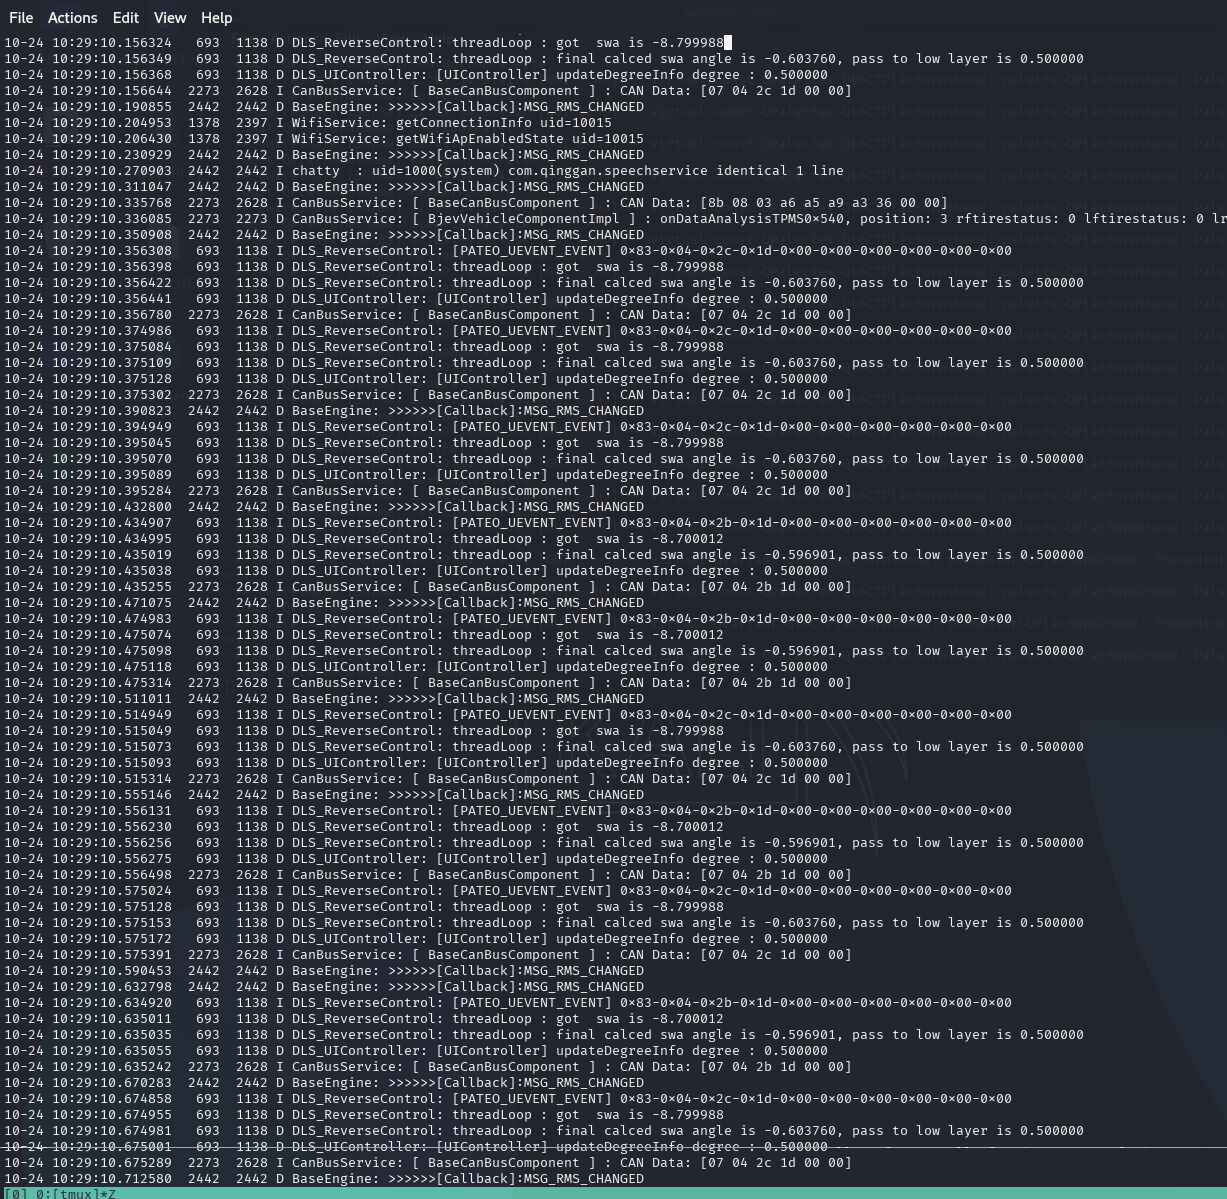 File Actions Edit View Help
10-24 10:29:10.156324   693  1138 D DLS_ReverseControl: threadLoop : got  swa is -8.799988
10-24 10:29:10.156349   693  1138 D DLS_ReverseControl: threadLoop : final calced swa angle is -0.603760, pass to low layer is 0.500000
10-24 10:29:10.156368   693  1138 D DLS_UIController: [UIController] updateDegreeInfo degree : 0.500000
10-24 10:29:10.156644  2273  2628 I CanBusService: [ BaseCanBusComponent ] : CAN Data: [07 04 2c 1d 00 00]
10-24 10:29:10.190855  2442  2442 D BaseEngine: >>>>>>[Callback]:MSG_RMS_CHANGED
10-24 10:29:10.204953  1378  2397 I WifiService: getConnectionInfo uid=10015
10-24 10:29:10.206430  1378  2397 I WifiService: getWifiApEnabledState uid=10015
10-24 10:29:10.230929  2442  2442 D BaseEngine: >>>>>>[Callback]:MSG_RMS_CHANGED
10-24 10:29:10.270903  2442  2442 I chatty  : uid=1000(system) com.qinggan.speechservice identical 1 line
10-24 10:29:10.311047  2442  2442 D BaseEngine: >>>>>>[Callback]:MSG_RMS_CHANGED
10-24 10:29:10.335768  2273  2628 I CanBusService: [ BaseCanBusComponent ] : CAN Data: [8b 08 03 a6 a5 a9 a3 36 00 00]
10-24 10:29:10.336085  2273  2273 D CanBusService: [ BjevVehicleComponentImpl ] : onDataAnalysisTPMS0×540, position: 3 rftirestatus: 0 lftirestatus: 0 lr
10-24 10:29:10.350908  2442  2442 D BaseEngine: >>>>>>[Callback]:MSG_RMS_CHANGED
10-24 10:29:10.356308   693  1138 I DLS_ReverseControl: [PATEO_UEVENT_EVENT] 0×83-0×04-0×2c-0×1d-0×00-0×00-0×00-0×00-0×00
10-24 10:29:10.356398   693  1138 D DLS_ReverseControl: threadLoop : got  swa is -8.799988
10-24 10:29:10.356422   693  1138 D DLS_ReverseControl: threadLoop : final calced swa angle is -0.603760, pass to low layer is 0.500000
10-24 10:29:10.356441   693  1138 D DLS_UIController: [UIController] updateDegreeInfo degree : 0.500000
10-24 10:29:10.356780  2273  2628 I CanBusService: [ BaseCanBusComponent ] : CAN Data: [07 04 2c 1d 00 00]
10-24 10:29:10.374986   693  1138 I DLS_ReverseControl: [PATEO_UEVENT_EVENT] 0×83-0×04-0×2c-0×1d-0×00-0×00-0×00-0×00-0×00
10-24 10:29:10.375084   693  1138 D DLS_ReverseControl: threadLoop : got  swa is -8.799988
10-24 10:29:10.375109   693  1138 D DLS_ReverseControl: threadLoop : final calced swa angle is -0.603760, pass to low layer is 0.500000
10-24 10:29:10.375128   693  1138 D DLS_UIController: [UIController] updateDegreeInfo degree : 0.500000
10-24 10:29:10.375302  2273  2628 I CanBusService: [ BaseCanBusComponent ] : CAN Data: [07 04 2c 1d 00 00]
10-24 10:29:10.390823  2442  2442 D BaseEngine: >>>>>>[Callback]:MSG_RMS_CHANGED
10-24 10:29:10.394949   693  1138 I DLS_ReverseControl: [PATEO_UEVENT_EVENT] 0×83-0×04-0×2c-0×1d-0×00-0×00-0×00-0×00-0×00
10-24 10:29:10.395045   693  1138 D DLS_ReverseControl: threadLoop : got  swa is -8.799988
10-24 10:29:10.395070   693  1138 D DLS_ReverseControl: threadLoop : final calced swa angle is -0.603760, pass to low layer is 0.500000
10-24 10:29:10.395089   693  1138 D DLS_UIController: [UIController] updateDegreeInfo degree : 0.500000
10-24 10:29:10.395284  2273  2628 I CanBusService: [ BaseCanBusComponent ] : CAN Data: [07 04 2c 1d 00 00]
10-24 10:29:10.432800  2442  2442 D BaseEngine: >>>>>>[Callback]:MSG_RMS_CHANGED
10-24 10:29:10.434907   693  1138 I DLS_ReverseControl: [PATEO_UEVENT_EVENT] 0×83-0×04-0×2b-0×1d-0×00-0×00-0×00-0×00-0×00
10-24 10:29:10.434995   693  1138 D DLS_ReverseControl: threadLoop : got  swa is -8.700012
10-24 10:29:10.435019   693  1138 D DLS_ReverseControl: threadLoop : final calced swa angle is -0.596901, pass to low layer is 0.500000
10-24 10:29:10.435038   693  1138 D DLS_UIController: [UIController] updateDegreeInfo degree : 0.500000
10-24 10:29:10.435255  2273  2628 I CanBusService: [ BaseCanBusComponent ] : CAN Data: [07 04 2b 1d 00 00]
10-24 10:29:10.471075  2442  2442 D BaseEngine: >>>>>>[Callback]:MSG_RMS_CHANGED
10-24 10:29:10.474983   693  1138 I DLS_ReverseControl: [PATEO_UEVENT_EVENT] 0×83-0×04-0×2b-0×1d-0×00-0×00-0×00-0×00-0×00
10-24 10:29:10.475074   693  1138 D DLS_ReverseControl: threadLoop : got  swa is -8.700012
10-24 10:29:10.475098   693  1138 D DLS_ReverseControl: threadLoop : final calced swa angle is -0.596901, pass to low layer is 0.500000
10-24 10:29:10.475118   693  1138 D DLS_UIController: [UIController] updateDegreeInfo degree : 0.500000
10-24 10:29:10.475314  2273  2628 I CanBusService: [ BaseCanBusComponent ] : CAN Data: [07 04 2b 1d 00 00]
10-24 10:29:10.511011  2442  2442 D BaseEngine: >>>>>>[Callback]:MSG_RMS_CHANGED
10-24 10:29:10.514949   693  1138 I DLS_ReverseControl: [PATEO_UEVENT_EVENT] 0×83-0×04-0×2c-0×1d-0×00-0×00-0×00-0×00-0×00
10-24 10:29:10.515049   693  1138 D DLS_ReverseControl: threadLoop : got  swa is -8.799988
10-24 10:29:10.515073   693  1138 D DLS_ReverseControl: threadLoop : final calced swa angle is -0.603760, pass to low layer is 0.500000
10-24 10:29:10.515093   693  1138 D DLS_UIController: [UIController] updateDegreeInfo degree : 0.500000
10-24 10:29:10.515314  2273  2628 I CanBusService: [ BaseCanBusComponent ] : CAN Data: [07 04 2c 1d 00 00]
10-24 10:29:10.555146  2442  2442 D BaseEngine: >>>>>>[Callback]:MSG_RMS_CHANGED
10-24 10:29:10.556131   693  1138 I DLS_ReverseControl: [PATEO_UEVENT_EVENT] 0×83-0×04-0×2b-0×1d-0×00-0×00-0×00-0×00-0×00
10-24 10:29:10.556230   693  1138 D DLS_ReverseControl: threadLoop : got  swa is -8.700012
10-24 10:29:10.556256   693  1138 D DLS_ReverseControl: threadLoop : final calced swa angle is -0.596901, pass to low layer is 0.500000
10-24 10:29:10.556275   693  1138 D DLS_UIController: [UIController] updateDegreeInfo degree : 0.500000
10-24 10:29:10.556498  2273  2628 I CanBusService: [ BaseCanBusComponent ] : CAN Data: [07 04 2b 1d 00 00]
10-24 10:29:10.575024   693  1138 I DLS_ReverseControl: [PATEO_UEVENT_EVENT] 0×83-0×04-0×2c-0×1d-0×00-0×00-0×00-0×00-0×00
10-24 10:29:10.575128   693  1138 D DLS_ReverseControl: threadLoop : got  swa is -8.799988
10-24 10:29:10.575153   693  1138 D DLS_ReverseControl: threadLoop : final calced swa angle is -0.603760, pass to low layer is 0.500000
10-24 10:29:10.575172   693  1138 D DLS_UIController: [UIController] updateDegreeInfo degree : 0.500000
10-24 10:29:10.575391  2273  2628 I CanBusService: [ BaseCanBusComponent ] : CAN Data: [07 04 2c 1d 00 00]
10-24 10:29:10.590453  2442  2442 D BaseEngine: >>>>>>[Callback]:MSG_RMS_CHANGED
10-24 10:29:10.632798  2442  2442 D BaseEngine: >>>>>>[Callback]:MSG_RMS_CHANGED
10-24 10:29:10.634920   693  1138 I DLS_ReverseControl: [PATEO_UEVENT_EVENT] 0×83-0×04-0×2b-0×1d-0×00-0×00-0×00-0×00-0×00
10-24 10:29:10.635011   693  1138 D DLS_ReverseControl: threadLoop : got  swa is -8.700012
10-24 10:29:10.635035   693  1138 D DLS_ReverseControl: threadLoop : final calced swa angle is -0.596901, pass to low layer is 0.500000
10-24 10:29:10.635055   693  1138 D DLS_UIController: [UIController] updateDegreeInfo degree : 0.500000
10-24 10:29:10.635242  2273  2628 I CanBusService: [ BaseCanBusComponent ] : CAN Data: [07 04 2b 1d 00 00]
10-24 10:29:10.670283  2442  2442 D BaseEngine: >>>>>>[Callback]:MSG_RMS_CHANGED
10-24 10:29:10.674858   693  1138 I DLS_ReverseControl: [PATEO_UEVENT_EVENT] 0×83-0×04-0×2c-0×1d-0×00-0×00-0×00-0×00-0×00
10-24 10:29:10.674955   693  1138 D DLS_ReverseControl: threadLoop : got  swa is -8.799988
10-24 10:29:10.674981   693  1138 D DLS_ReverseControl: threadLoop : final calced swa angle is -0.603760, pass to low layer is 0.500000
10-24 10:29:10.675001   693  1138 D DLS_UIController: [UIController] updateDegreeInfo degree : 0.500000
10-24 10:29:10.675289  2273  2628 I CanBusService: [ BaseCanBusComponent ] : CAN Data: [07 04 2c 1d 00 00]
10-24 10:29:10.712580  2442  2442 D BaseEngine: >>>>>>[Callback]:MSG_RMS_CHANGED
[0] 0:[tmux]*Z